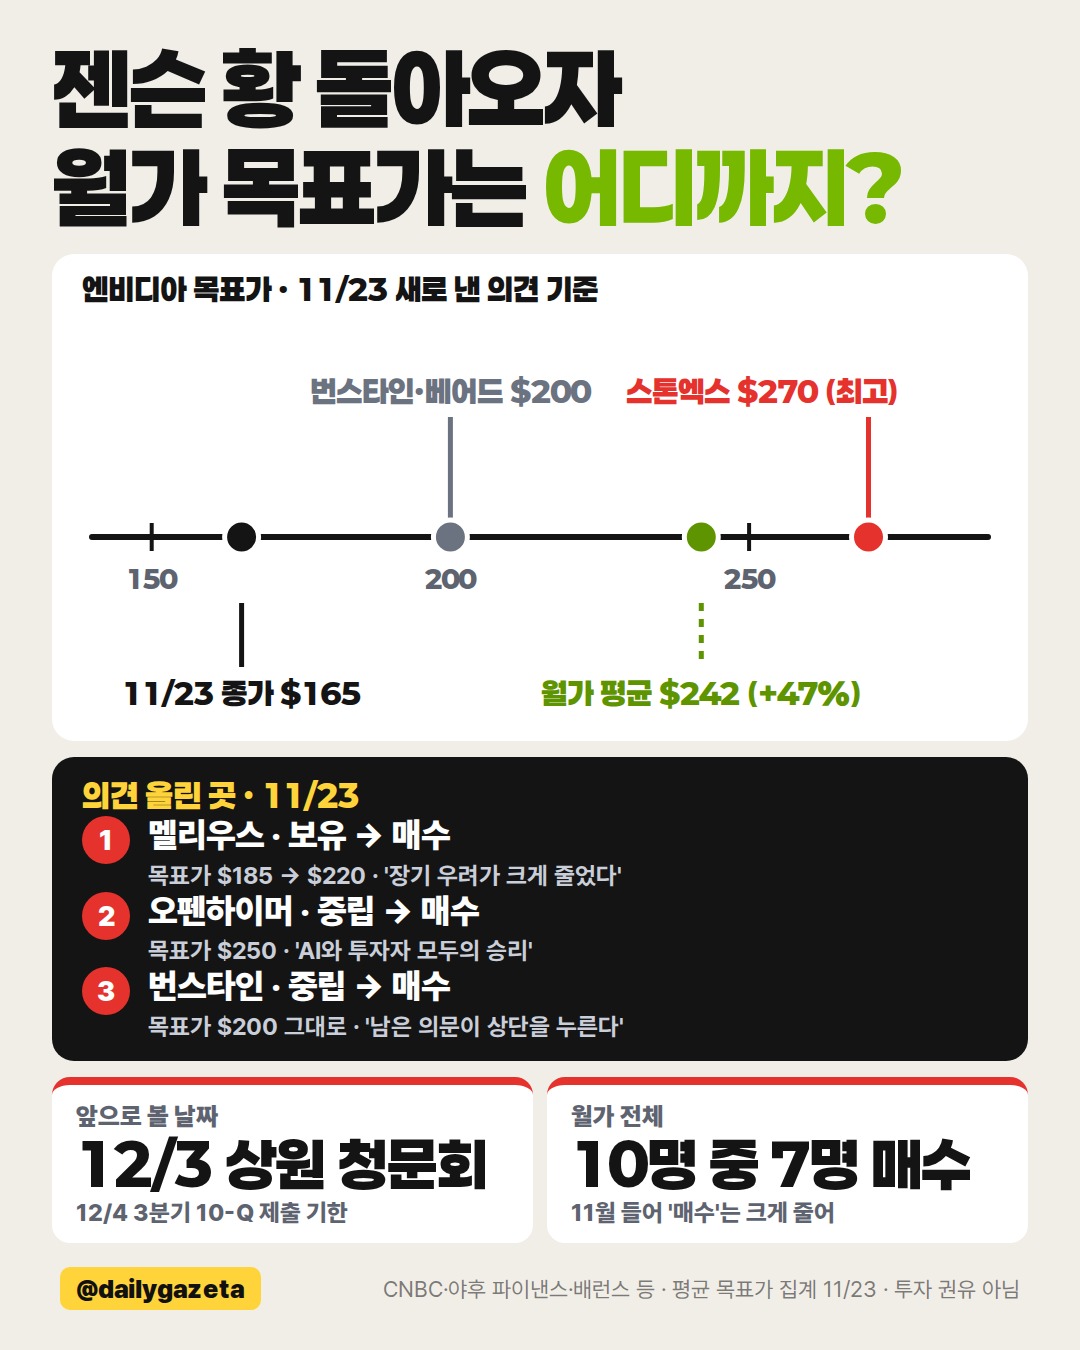 젠슨 황 돌아오자
월가 목표가는 어디까지?
엔비디아 목표가 · 11/23 새로 낸 의견 기준
번스타인·베어드 $200
스톤엑스 $270 (최고)
150
200
250
11/23 종가 $165
월가 평균 $242 (+47%)
의견 올린 곳 · 11/23
1
멜리우스 · 보유 → 매수
목표가 $185 → $220 · '장기 우려가 크게 줄었다'
2
오펜하이머 · 중립 → 매수
목표가 $250 · 'AI와 투자자 모두의 승리'
3
번스타인 · 중립 → 매수
목표가 $200 그대로 · '남은 의문이 상단을 누른다'
앞으로 볼 날짜
12/3 상원 청문회
12/4 3분기 10-Q 제출 기한
월가 전체
10명 중 7명 매수
11월 들어 '매수'는 크게 줄어
@dailygazeta
CNBC·야후 파이낸스·배런스 등 · 평균 목표가 집계 11/23 · 투자 권유 아님